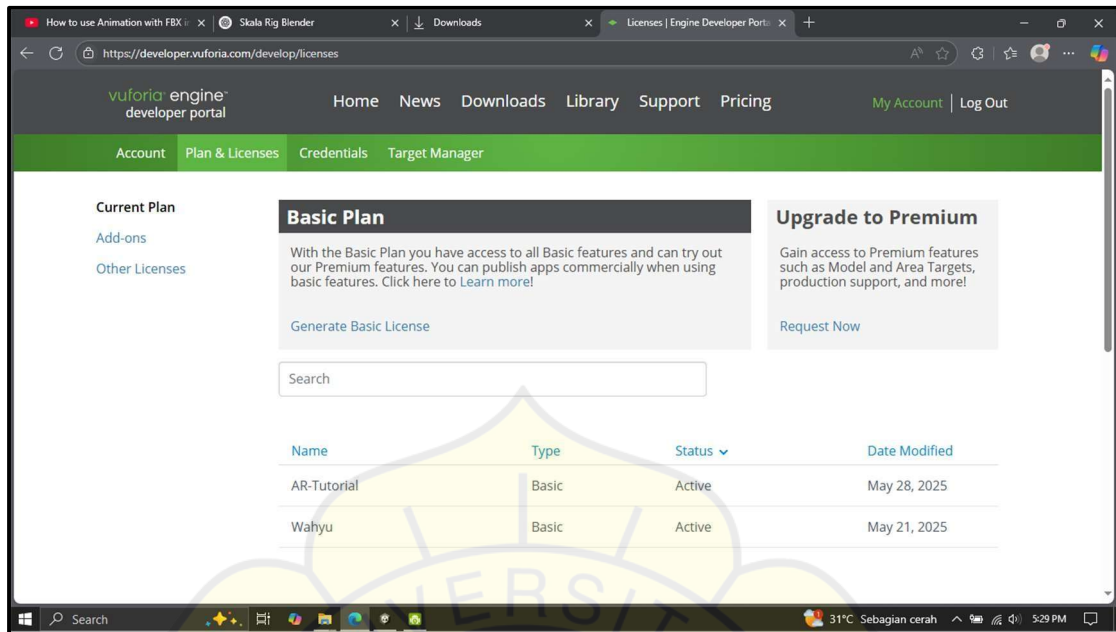 How to use Animation with FBX in
Skala Rig Blender
Downloads
Licenses | Engine Developer Porta
https://developer.vuforia.com/develop/licenses
vuforia engine™
developer portal
Home News Downloads Library Support Pricing
My Account | Log Out
Account Plan & Licenses Credentials Target Manager
Current Plan
Add-ons
Other Licenses
Basic Plan
With the Basic Plan you have access to all Basic features and can try out
our Premium features. You can publish apps commercially when using
basic features. Click here to Learn more!
Generate Basic License
Upgrade to Premium
Gain access to Premium features
such as Model and Area Targets,
production support, and more!
Request Now
Search
Name Type Status Date Modified
AR-Tutorial Basic Active May 28, 2025
Wahyu Basic Active May 21, 2025
VERSIT
Search
31°C Sebagian cerah
5:29 PM